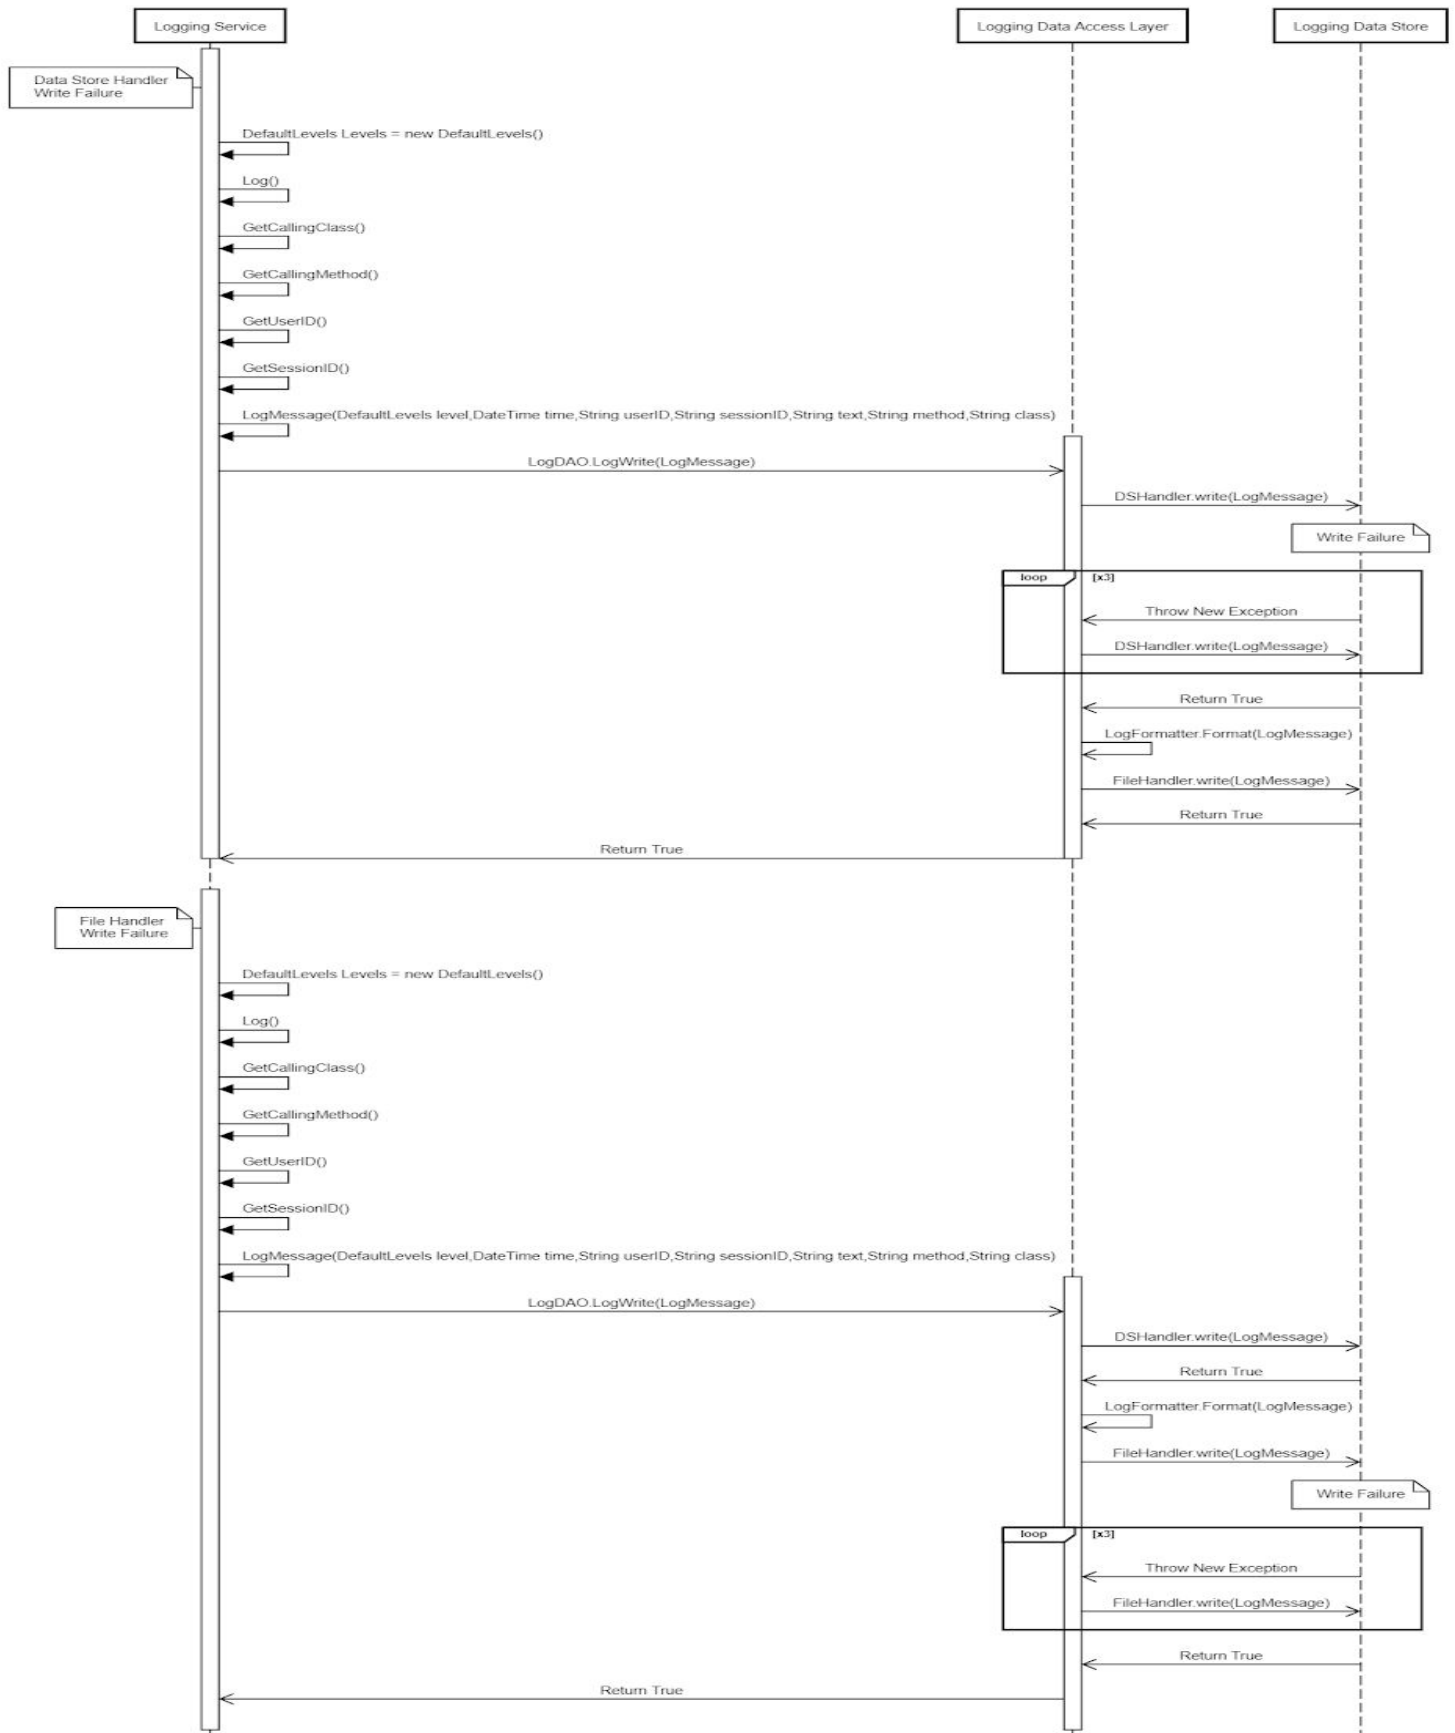 Logging Service
Logging Data Access Layer
Logging Data Store
Data Store Handler
Write Failure
DefaultLevels Levels = new DefaultLevels()
Log()
GetCallingClass()
GetCallingMethod()
GetUserID()
GetSessionID()
LogMessage(DefaultLevels level,DateTime time,String userID,String sessionID,String text,String method,String class)
LogDAO.LogWrite(LogMessage)
DSHandler.write(LogMessage)
Write Failure
loop
[x3]
Throw New Exception
DSHandler.write(LogMessage)
Return True
LogFormatter.Format(LogMessage)
FileHandler.write(LogMessage)
Return True
Return True
File Handler
Write Failure
DefaultLevels Levels = new DefaultLevels()
Log()
GetCallingClass()
GetCallingMethod()
GetUserID()
GetSessionID()
LogMessage(DefaultLevels level,DateTime time,String userID,String sessionID,String text,String method,String class)
LogDAO.LogWrite(LogMessage)
DSHandler.write(LogMessage)
Return True
LogFormatter.Format(LogMessage)
FileHandler.write(LogMessage)
Write Failure
loop
[x3]
Throw New Exception
FileHandler.write(LogMessage)
Return True
Return True